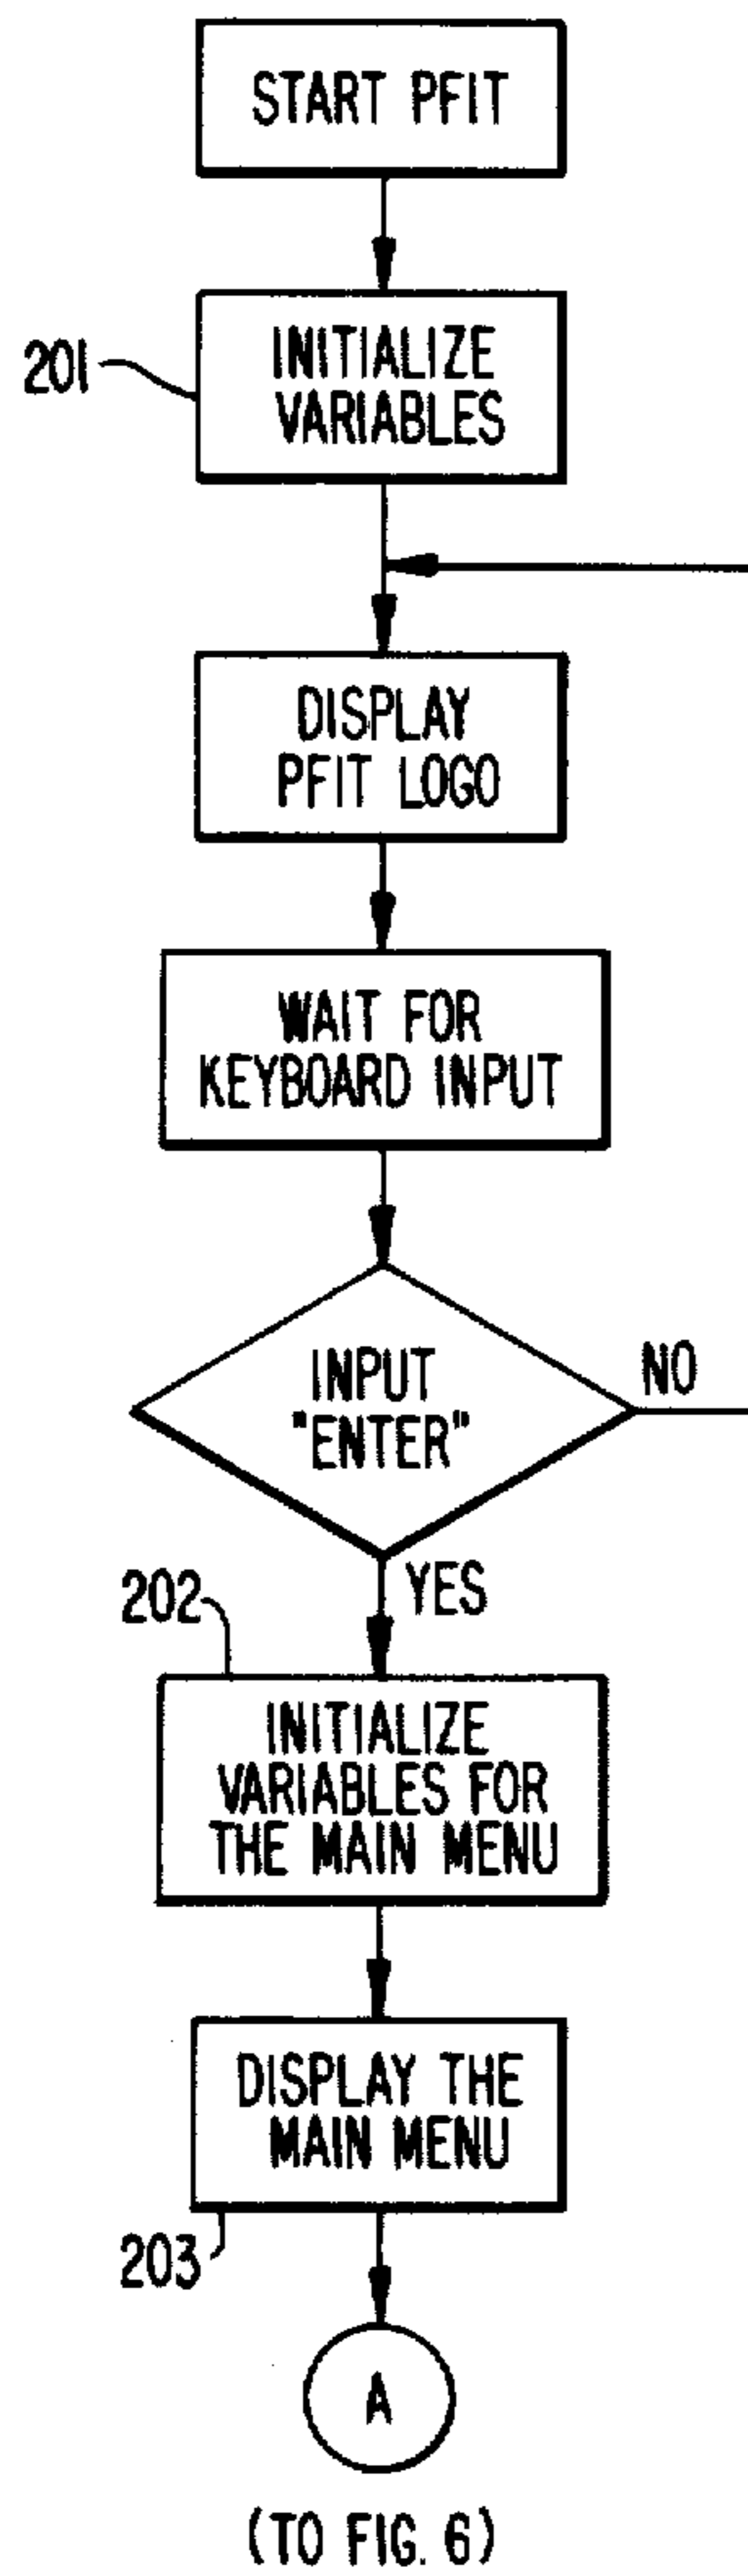 START PFIT
201
INITIALIZE
VARIABLES
DISPLAY
PFIT LOGO
WAIT FOR
KEYBOARD INPUT
INPUT
"ENTER"
NO
YES
202
INITIALIZE
VARIABLES FOR
THE MAIN MENU
DISPLAY THE
MAIN MENU
203
A
(TO FIG. 6)